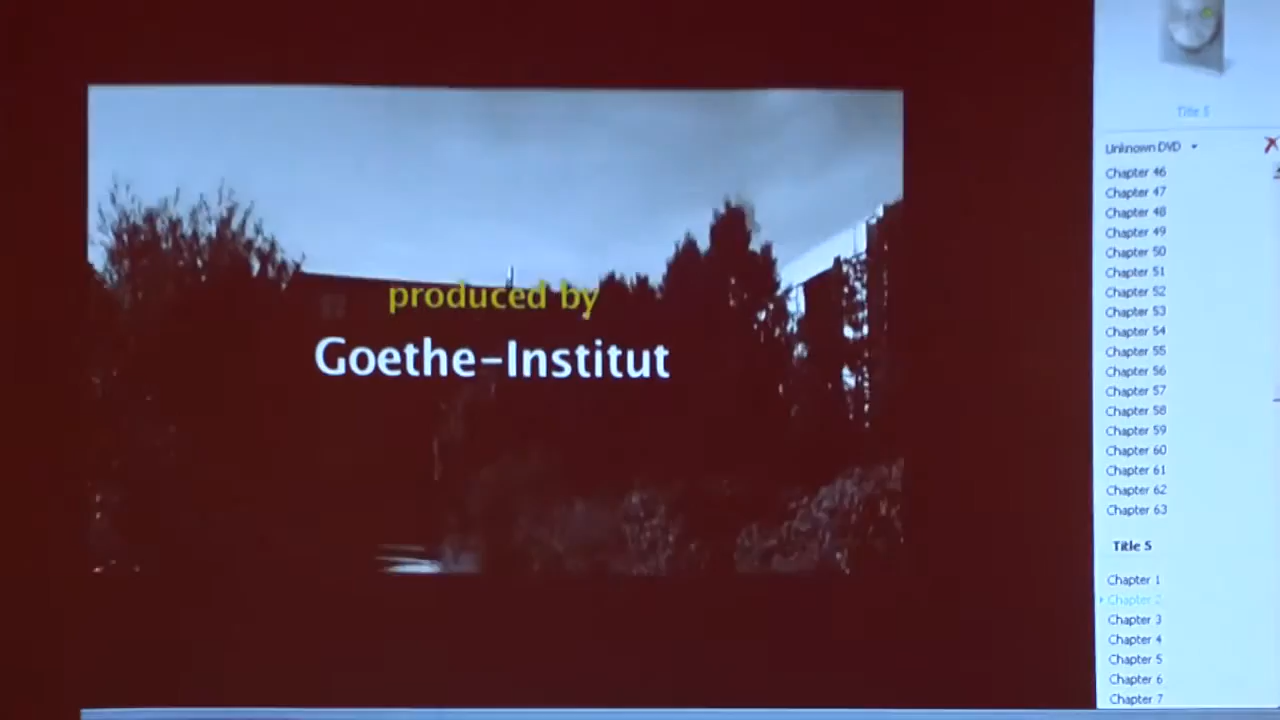 produced by
Goethe-Institut
Title 5
Unknown DVD
Chapter 46
Chapter 47
Chapter 48
Chapter 49
Chapter 50
Chapter 51
Chapter 52
Chapter 53
Chapter 54
Chapter 55
Chapter 56
Chapter 57
Chapter 58
Chapter 59
Chapter 60
Chapter 61
Chapter 62
Chapter 63
Title 5
Chapter 1
Chapter 2
Chapter 3
Chapter 4
Chapter 5
Chapter 6
Chapter 7